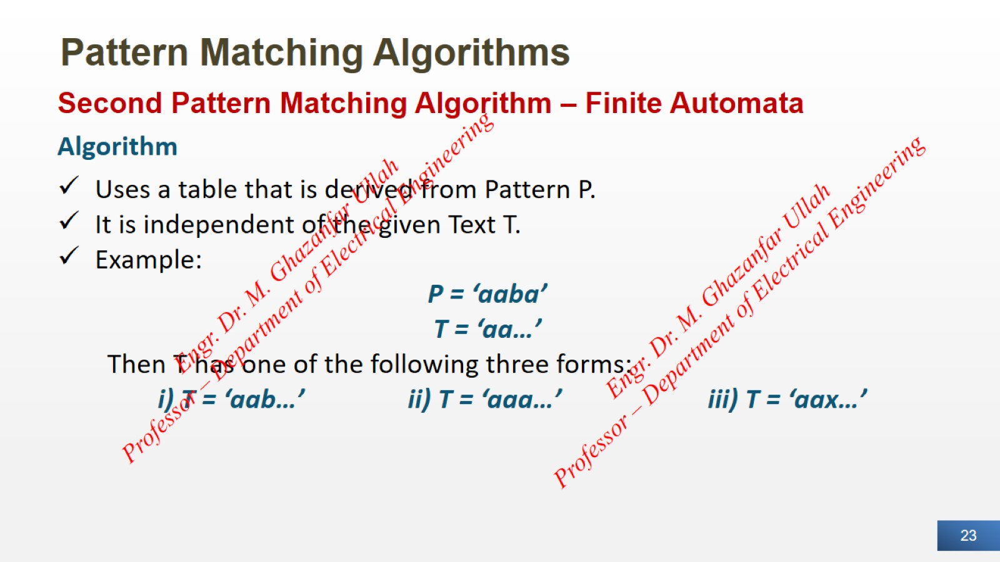 Pattern Matching Algorithms
Second Pattern Matching Algorithm – Finite Automata
Algorithm
✓ Uses a table that is derived from Pattern P.
✓ It is independent of the given Text T.
✓ Example:
P = ‘aaba’
T = ‘aa…’
Then T has one of the following three forms:
i) T = ‘aab…’ ii) T = ‘aaa…’ iii) T = ‘aax…’
Engr. Dr. M. Ghazanfar Ullah
Professor – Department of Electrical Engineering
Engr. Dr. M. Ghazanfar Ullah
Professor – Department of Electrical Engineering
23